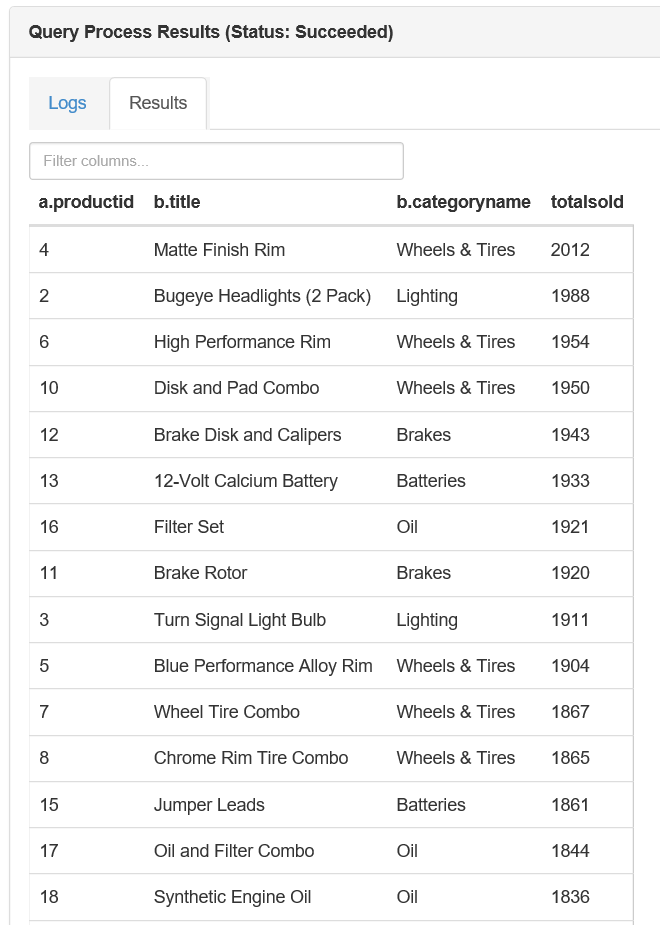 Query Process Results (Status: Succeeded)
Logs Results
Filter columns...
a.productid b.title b.categoryname totalsold
4 Matte Finish Rim Wheels & Tires 2012
2 Bugeye Headlights (2 Pack) Lighting 1988
6 High Performance Rim Wheels & Tires 1954
10 Disk and Pad Combo Wheels & Tires 1950
12 Brake Disk and Calipers Brakes 1943
13 12-Volt Calcium Battery Batteries 1933
16 Filter Set Oil 1921
11 Brake Rotor Brakes 1920
3 Turn Signal Light Bulb Lighting 1911
5 Blue Performance Alloy Rim Wheels & Tires 1904
7 Wheel Tire Combo Wheels & Tires 1867
8 Chrome Rim Tire Combo Wheels & Tires 1865
15 Jumper Leads Batteries 1861
17 Oil and Filter Combo Oil 1844
18 Synthetic Engine Oil Oil 1836